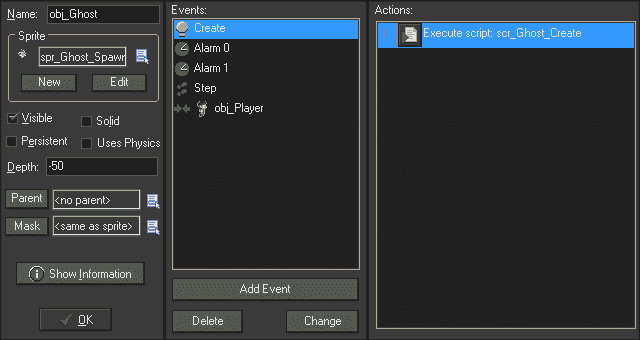 Name: obj_Ghost
Sprite
spr_Ghost_Spawn
New Edit
Visible Solid
Persistent Uses Physics
Depth: -50
Parent <no parent>
Mask <same as sprite>
Show Information
OK
Events:
Create
Alarm 0
Alarm 1
Step
obj_Player
Add Event
Delete Change
Actions:
Execute script: scr_Ghost_Create